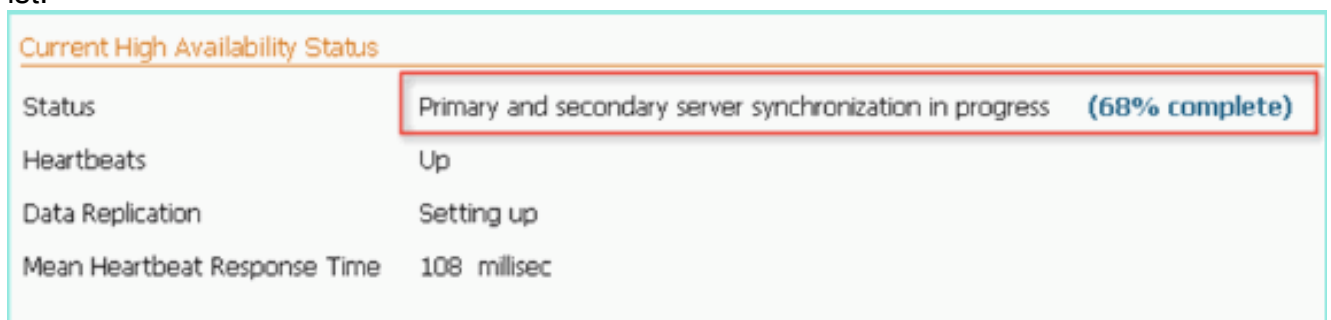 ist.
Current High Availability Status
Status Primary and secondary server synchronization in progress (68% complete)
Heartbeats Up
Data Replication Setting up
Mean Heartbeat Response Time 108 millisec